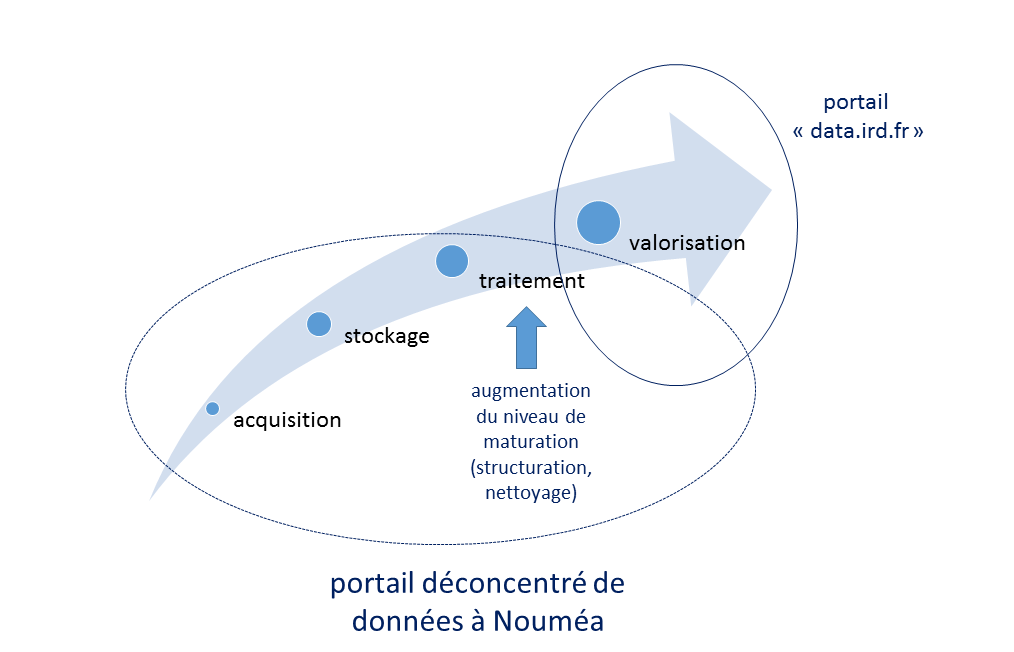 portail
« data.ird.fr »
valorisation
traitement
stockage
acquisition
augmentation
du niveau de
maturation
(structuration,
nettoyage)
portail déconcentré de
données à Nouméa